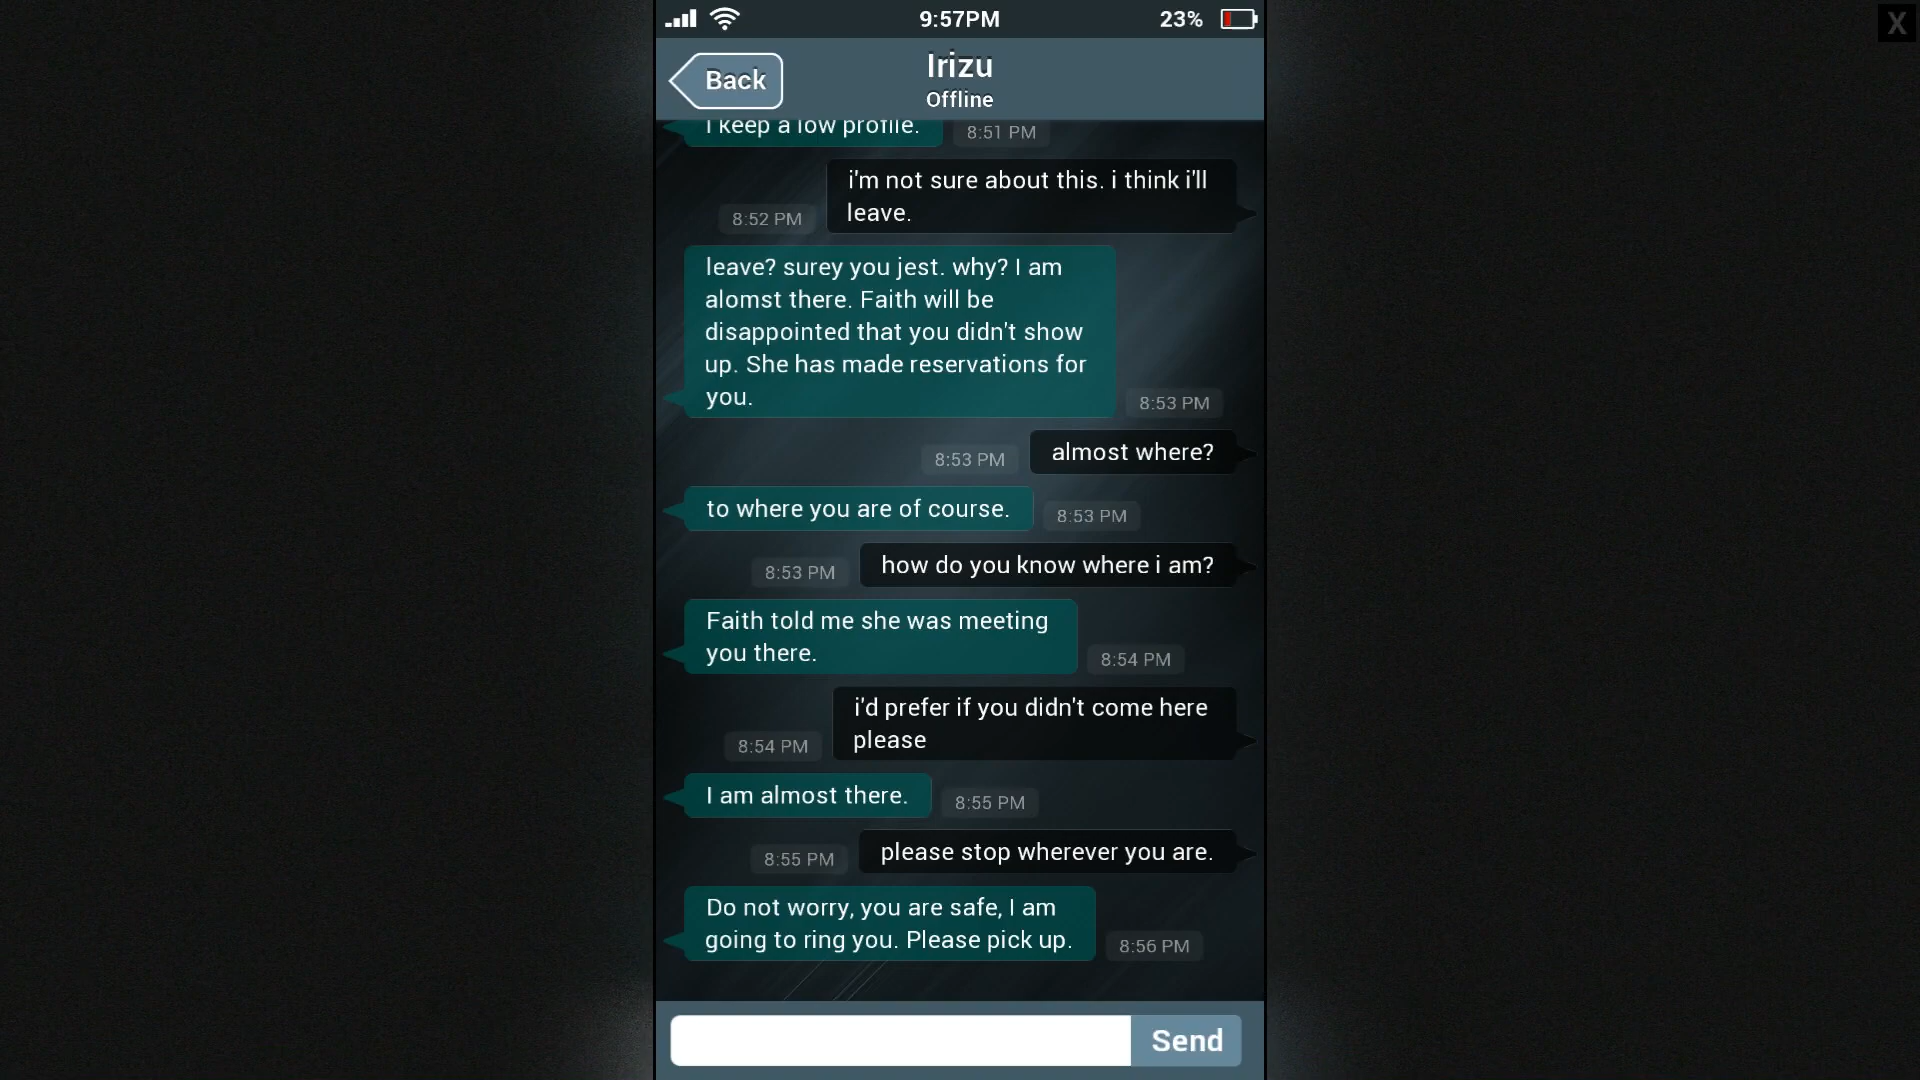 9:57PM
23%
X
Back
Irizu
Offline
I keep a low profile.
8:51 PM
i'm not sure about this. i think i'll
leave.
8:52 PM
leave? surey you jest. why? I am
alomst there. Faith will be
disappointed that you didn't show
up. She has made reservations for
you.
8:53 PM
almost where?
8:53 PM
to where you are of course.
8:53 PM
how do you know where i am?
8:53 PM
Faith told me she was meeting
you there.
8:54 PM
i'd prefer if you didn't come here
please
8:54 PM
I am almost there.
8:55 PM
please stop wherever you are.
8:55 PM
Do not worry, you are safe, I am
going to ring you. Please pick up.
8:56 PM
Send